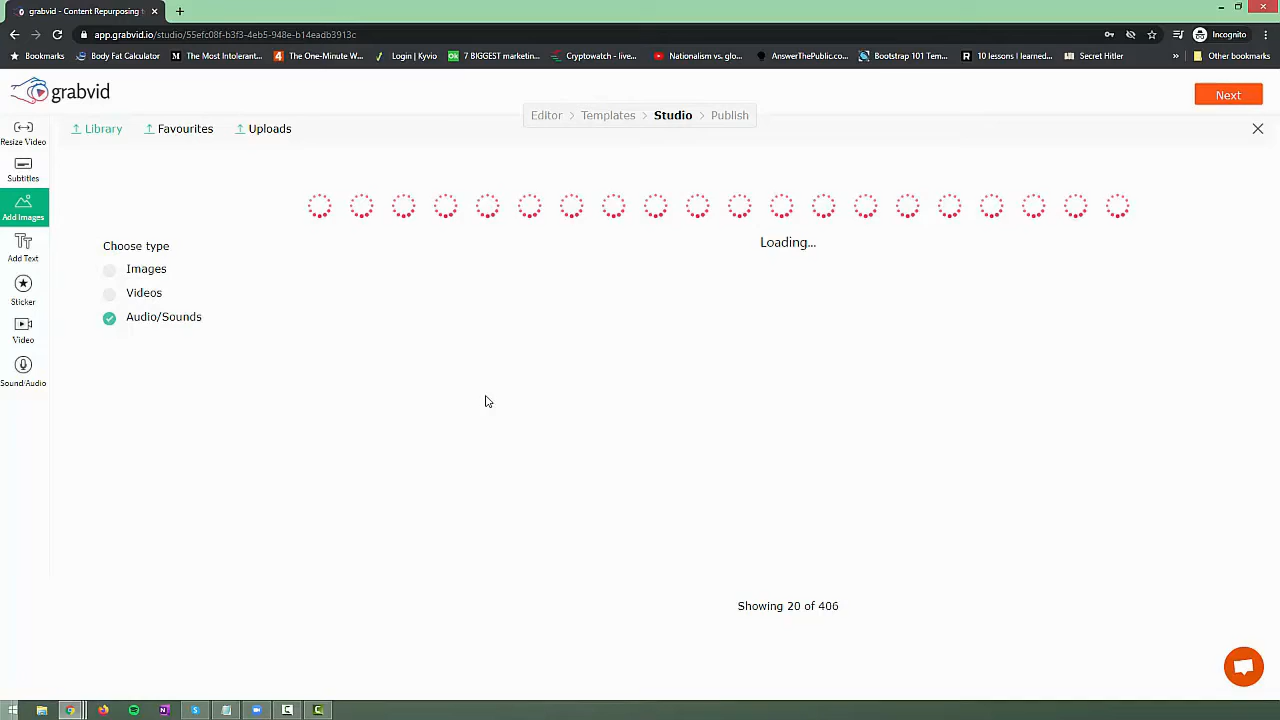 grabvid - Content Repurposing t
app.grabvid.io/studio/55efc08f-b3f3-4eb5-948e-b14eadb3913c
Incognito
Bookmarks
Body Fat Calculator
The Most Intolerant...
The One-Minute W...
Login | Kyvio
7 BIGGEST marketin...
Cryptowatch - live...
Nationalism vs. glo...
AnswerThePublic.co...
Bootstrap 101 Tem...
10 lessons I learned...
Secret Hitler
»
Other bookmarks
grabvid
Editor > Templates > Studio > Publish
Next
Library
Favourites
Uploads
Resize Video
Subtitles
Add Images
Add Text
Sticker
Video
Sound/Audio
Choose type
Images
Videos
Audio/Sounds
Loading...
Showing 20 of 406